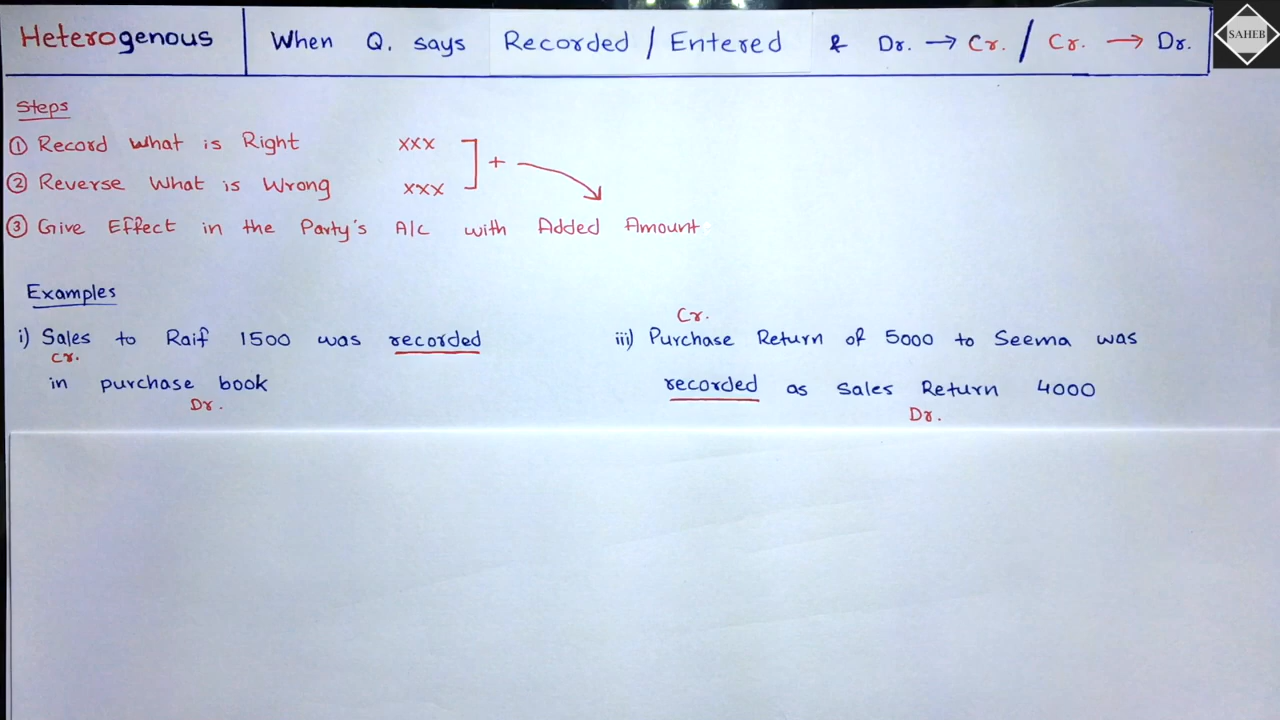 Heterogenous When Q. says Recorded / Entered & Dr. → Cr. / Cr. → Dr.
SAHEB
Steps
① Record What is Right xxx
② Reverse What is Wrong xxx ] +
③ Give Effect in the Party's A/c with Added Amount
Examples
i) Sales to Raif 1500 was recorded
Cr.
in purchase book
Dr.
Cr.
iii) Purchase Return of 5000 to Seema was
recorded as Sales Return 4000
Dr.